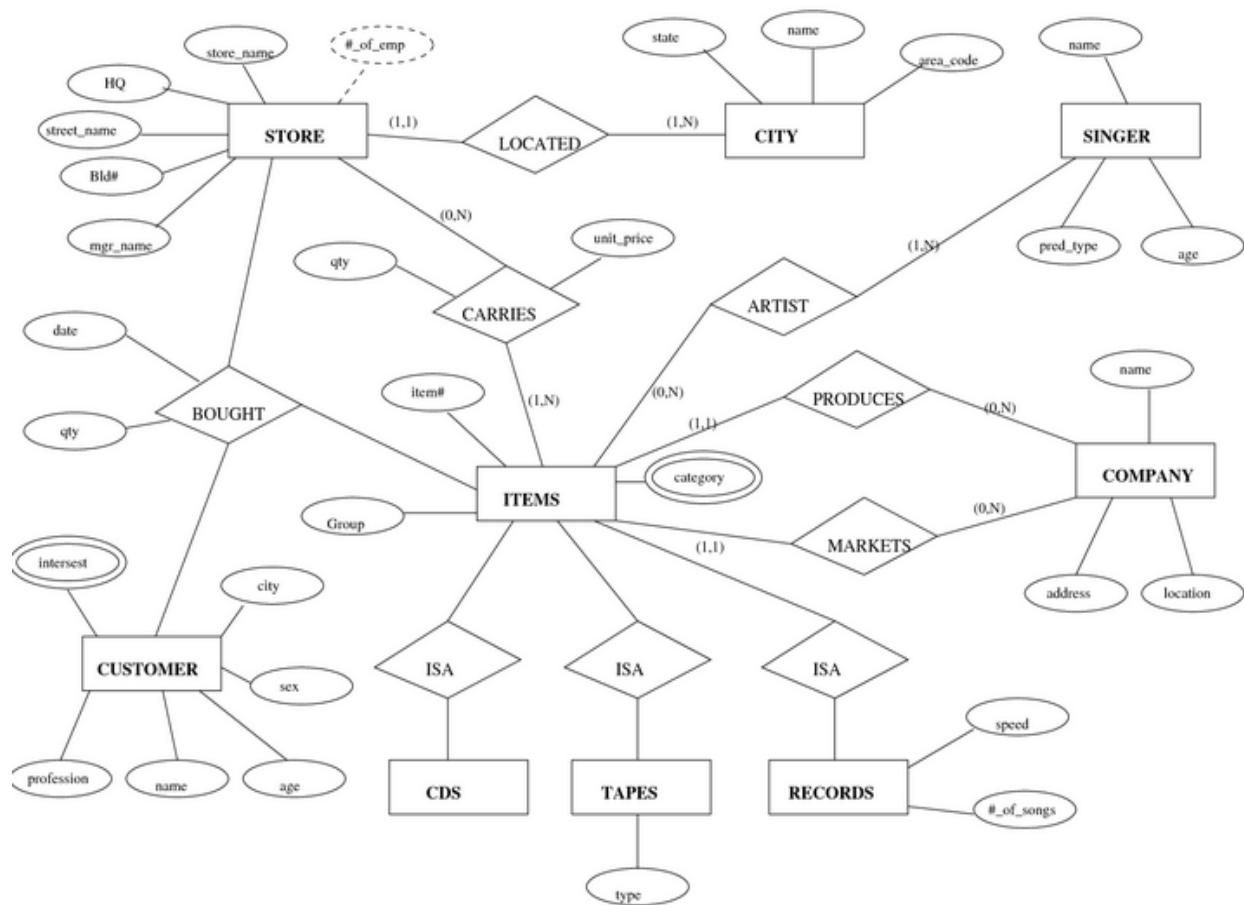 store_name
#_of_emp
state
name
area_code
name
HQ
street_name
STORE
(1,1)
LOCATED
(1,N)
CITY
SINGER
Bld#
mgr_name
(0,N)
unit_price
qty
CARRIES
(1,N)
pred_type
age
ARTIST
date
item#
(1,N)
(0,N)
PRODUCES
(0,N)
name
qty
BOUGHT
(1,1)
ITEMS
category
COMPANY
Group
(1,1)
MARKETS
(0,N)
intersest
city
address
location
CUSTOMER
sex
ISA
ISA
ISA
speed
profession
name
age
CDS
TAPES
RECORDS
#_of_songs
type